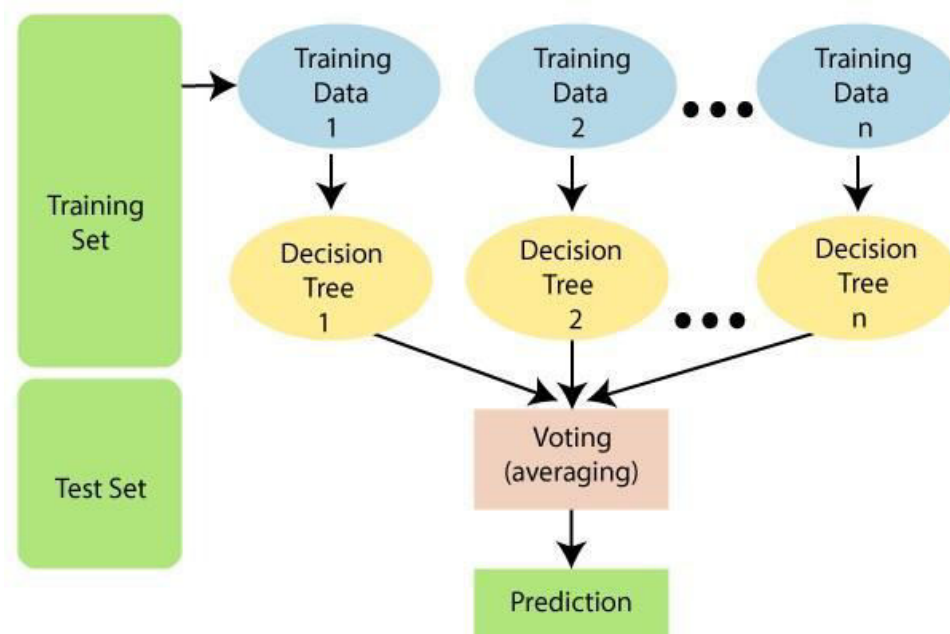 Training
Set
Test Set
Training
Data
1
Training
Data
2
Training
Data
n
Decision
Tree
1
Decision
Tree
2
Decision
Tree
n
Voting
(averaging)
Prediction